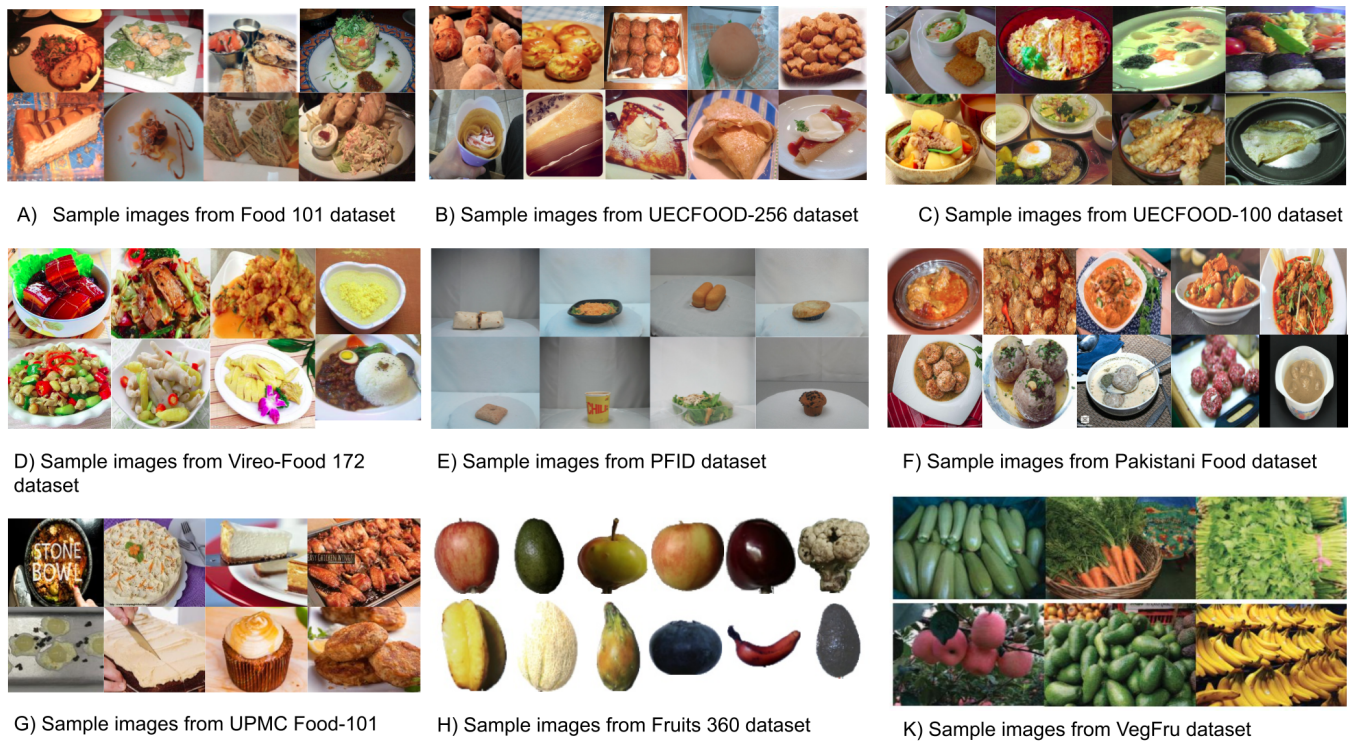 A) Sample images from Food 101 dataset
B) Sample images from UECFOOD-256 dataset
C) Sample images from UECFOOD-100 dataset
CHILI
D) Sample images from Vireo-Food 172
dataset
E) Sample images from PFID dataset
F) Sample images from Pakistani Food dataset
STONE
BOWL
G) Sample images from UPMC Food-101
H) Sample images from Fruits 360 dataset
K) Sample images from VegFru dataset